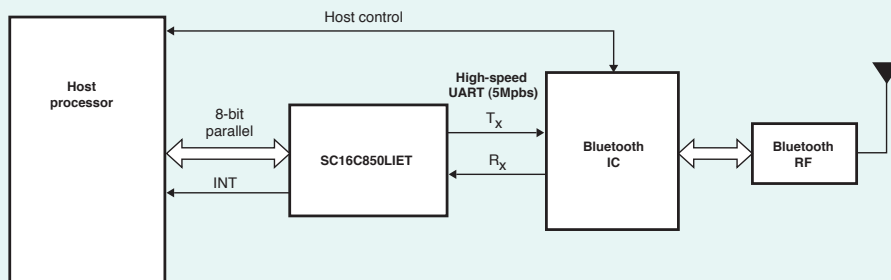 Host control
Host
processor
8-bit
parallel
INT
SC16C850LIET
High-speed
UART (5Mpbs)
Tx
Rx
Bluetooth
IC
Bluetooth
RF